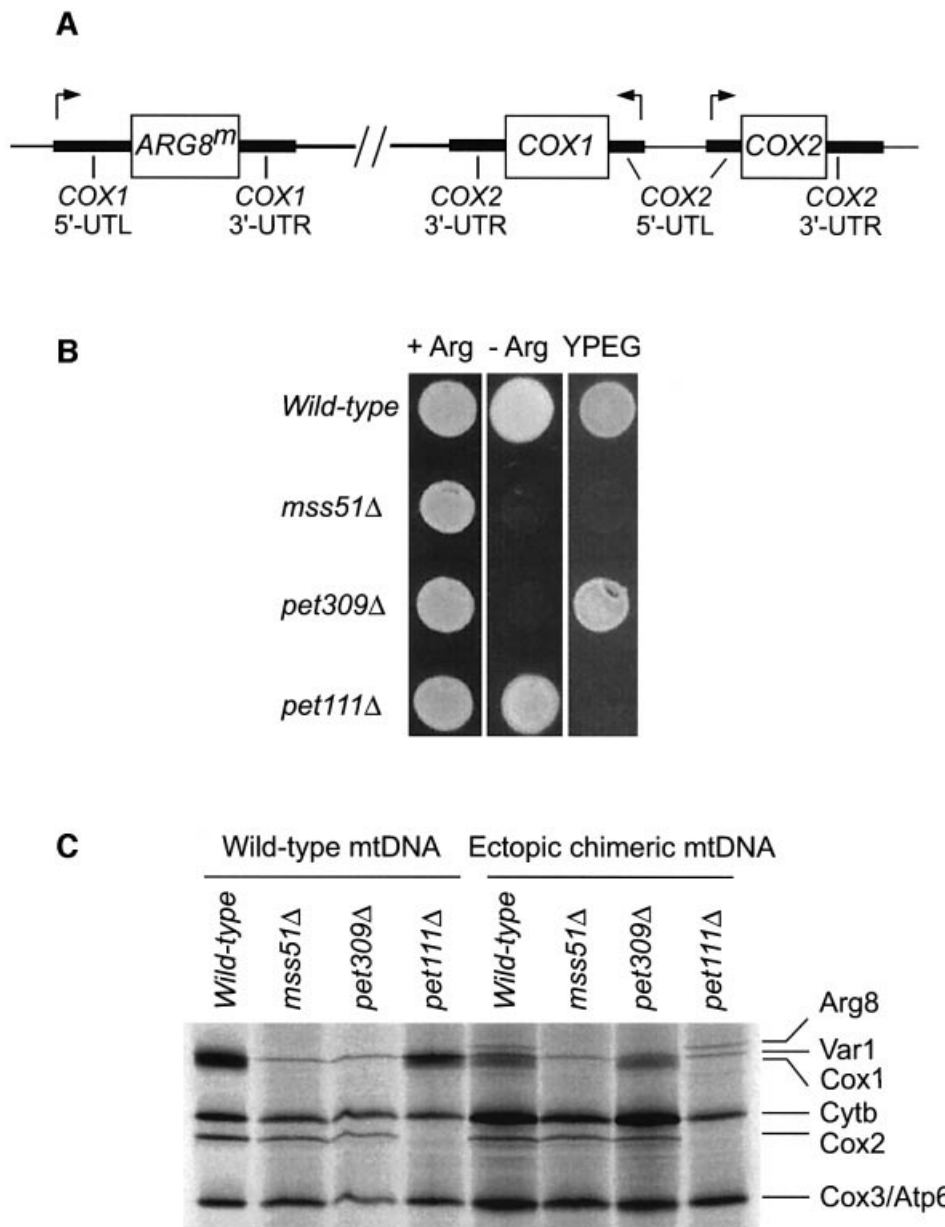 A
ARG8m
COX1
COX2
COX1 5'-UTL
COX1 3'-UTR
COX2 3'-UTR
COX2 5'-UTL
COX2 3'-UTR
B
+ Arg - Arg YPEG
Wild-type
mss51Δ
pet309Δ
pet111Δ
C
Wild-type mtDNA Ectopic chimeric mtDNA
Wild-type
mss51Δ
pet309Δ
pet111Δ
Wild-type
mss51Δ
pet309Δ
pet111Δ
Arg8
Var1
Cox1
Cytb
Cox2
Cox3/Atp6